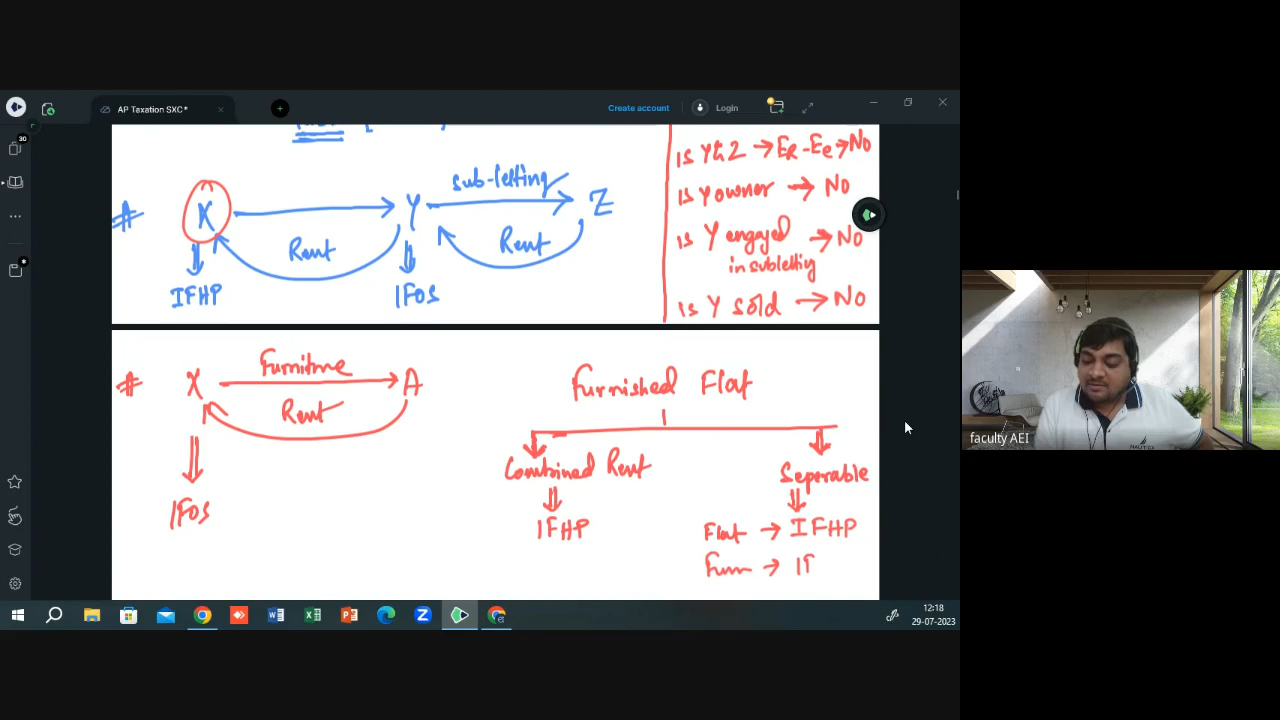 AP Taxation SXC*
Create account
Login
30
# X
Y
sub-letting
Z
Rent
Rent
IFHP
IFOS
is Y & Z → ER - Ee → No
is Y owner → No
is Y engaged → No
in subletting
is Y sold → No
# X
Furniture
A
Rent
IFOS
Furnished Flat
Combined Rent
IFHP
Seperable
Flat → IFHP
Furn → IF
faculty AEI
12:18
29-07-2023